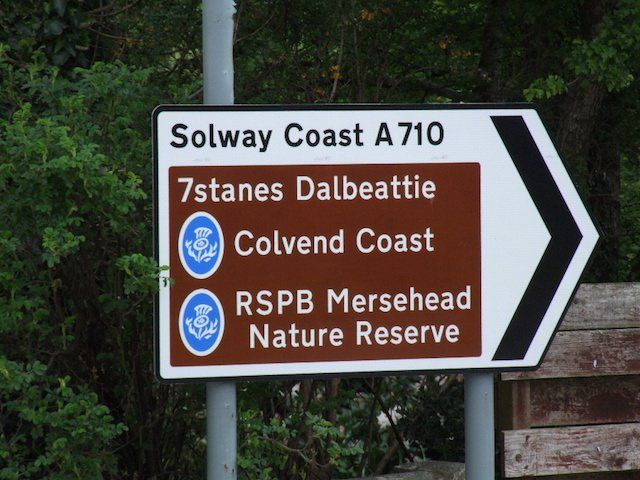 Solway Coast A710
7stanes Dalbeattie
Colvend Coast
RSPB Mersehead
Nature Reserve